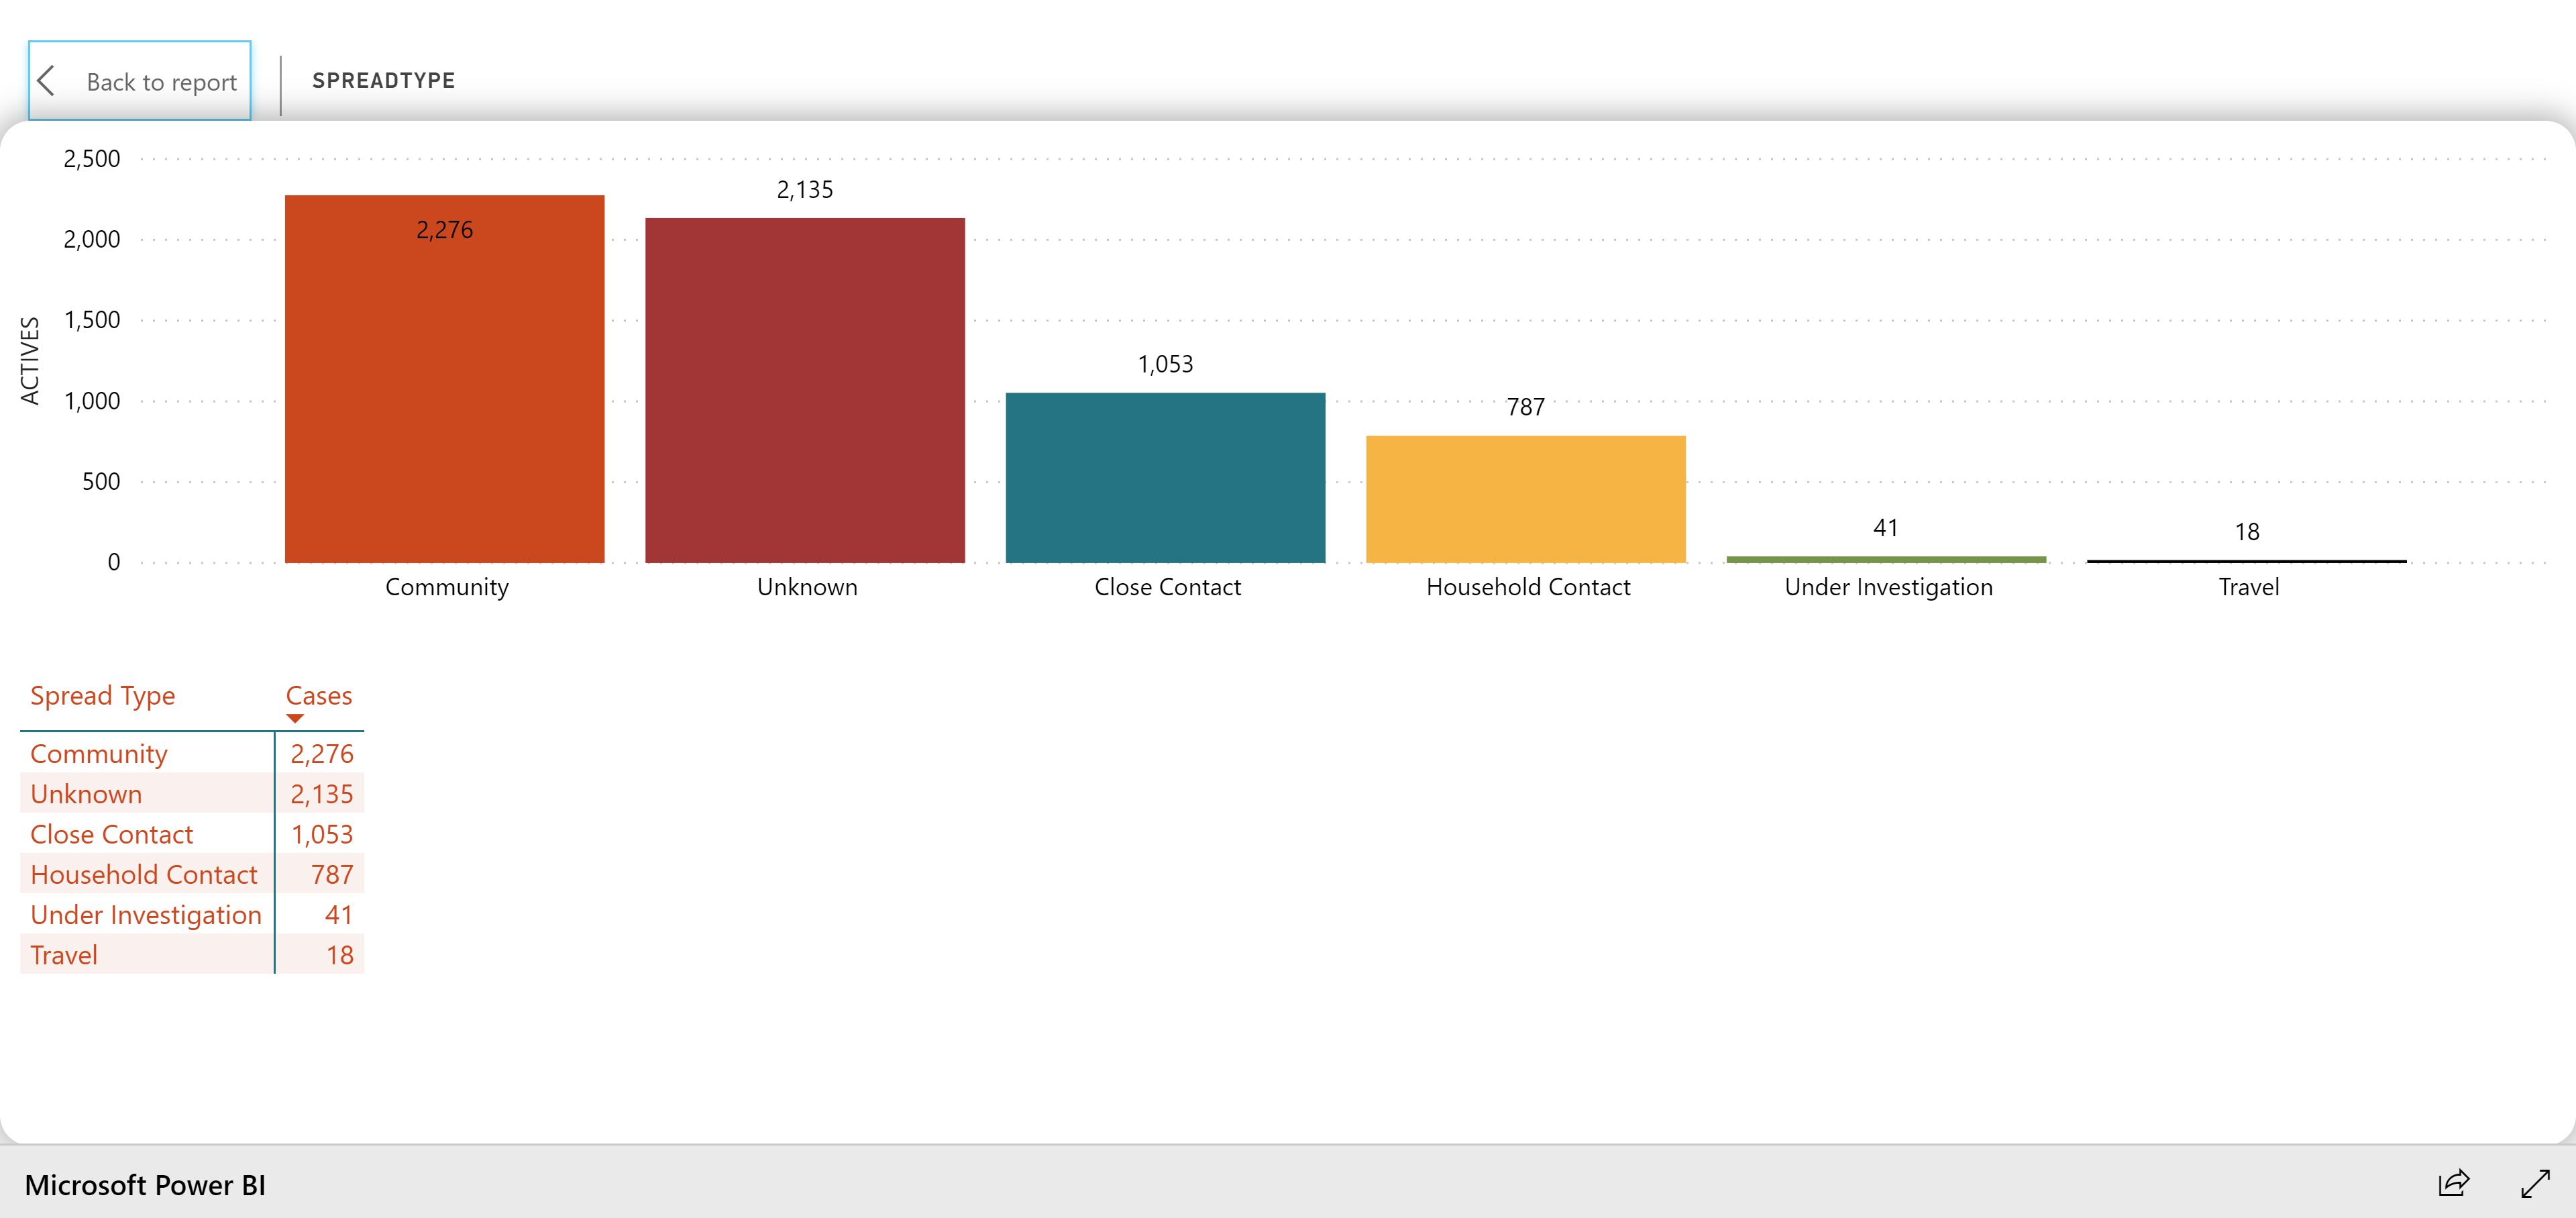 Back to report
SPREADTYPE
ACTIVES
2,500
2,000
1,500
1,000
500
0
2,276
2,135
1,053
787
41
18
Community
Unknown
Close Contact
Household Contact
Under Investigation
Travel
Spread Type Cases
Community 2,276
Unknown 2,135
Close Contact 1,053
Household Contact 787
Under Investigation 41
Travel 18
Microsoft Power BI